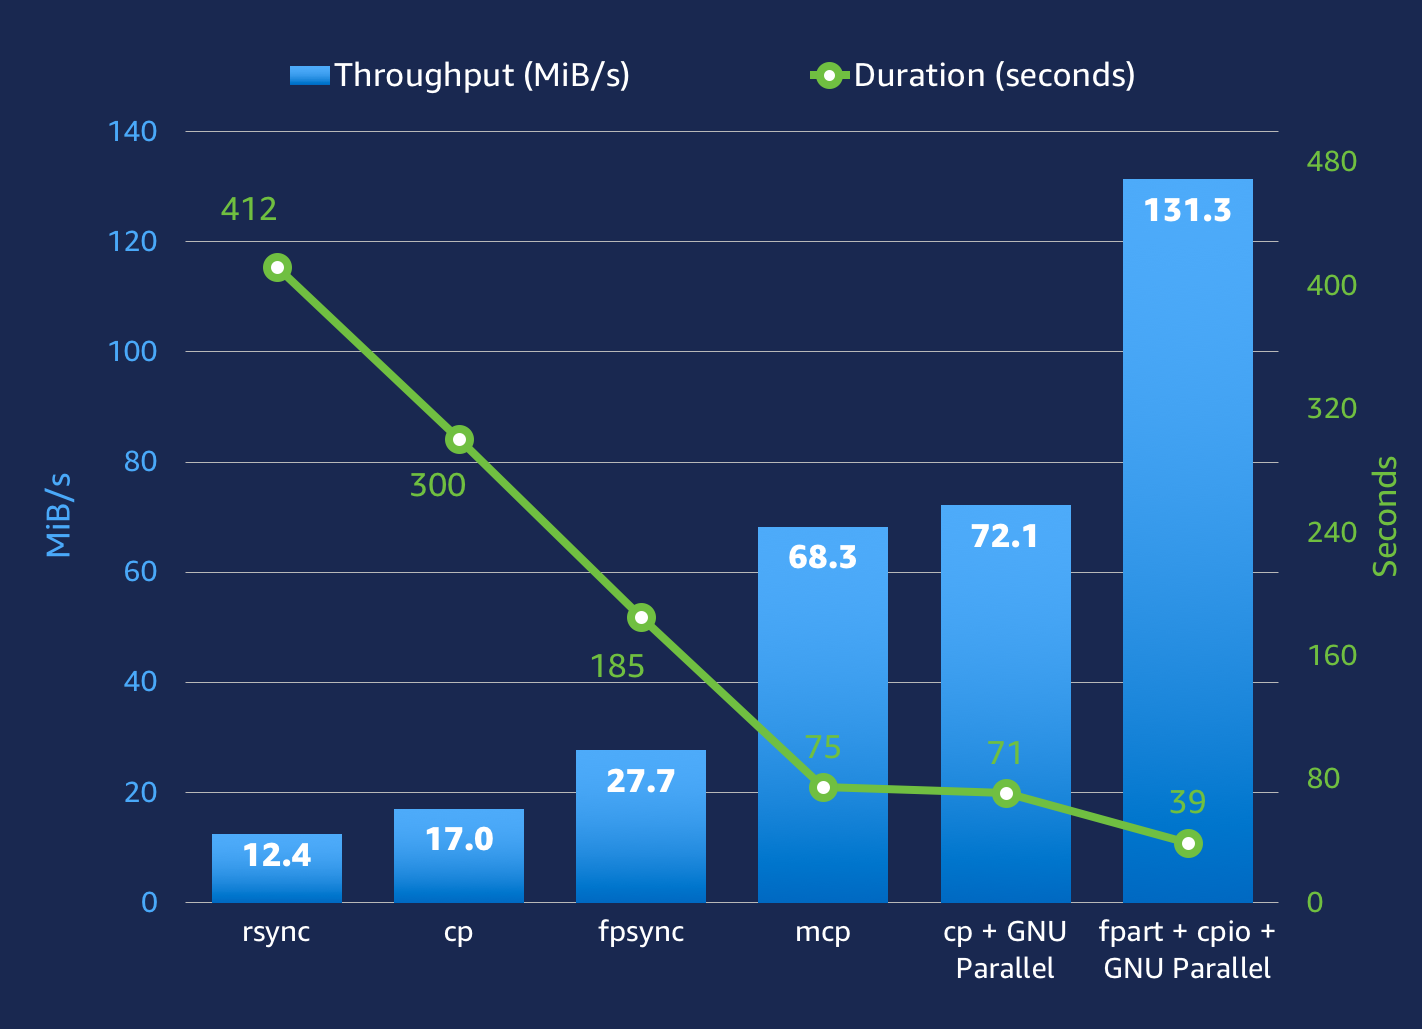 Throughput (MiB/s)
Duration (seconds)
140
120
100
80
60
40
20
0
MiB/s
480
400
320
240
160
80
0
Seconds
412
300
185
75
71
39
12.4
17.0
27.7
68.3
72.1
131.3
rsync
cp
fpsync
mcp
cp + GNU
Parallel
fpart + cpio +
GNU Parallel